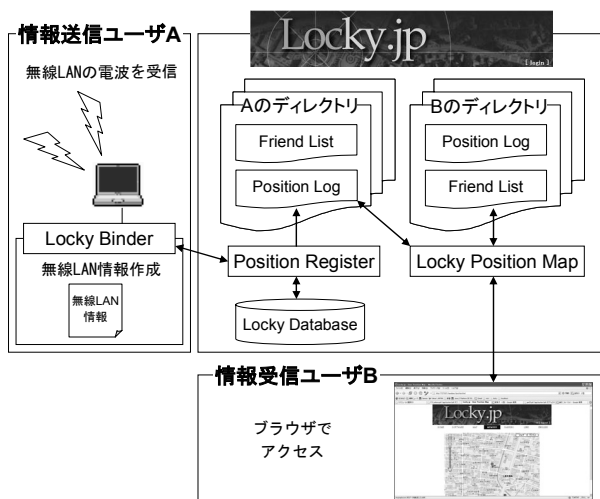 情報送信ユーザA
無線LANの電波を受信
Locky Binder
無線LAN情報作成
無線LAN
情報
Locky.jp
[ login ]
Aのディレクトリ
Friend List
Position Log
Bのディレクトリ
Position Log
Friend List
Position Register
Locky Position Map
Locky Database
情報受信ユーザB
ブラウザで
アクセス
Locky.jp